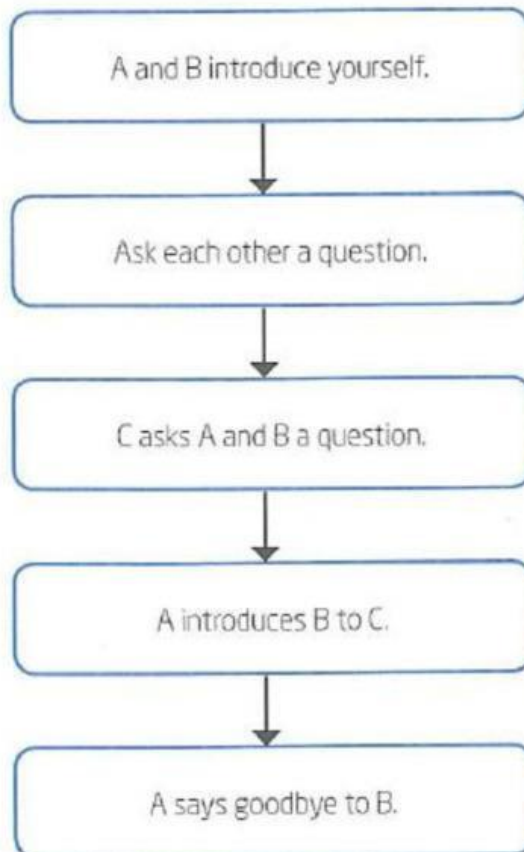 A and B introduce yourself.
Ask each other a question.
C asks A and B a question.
A introduces B to C.
A says goodbye to B.